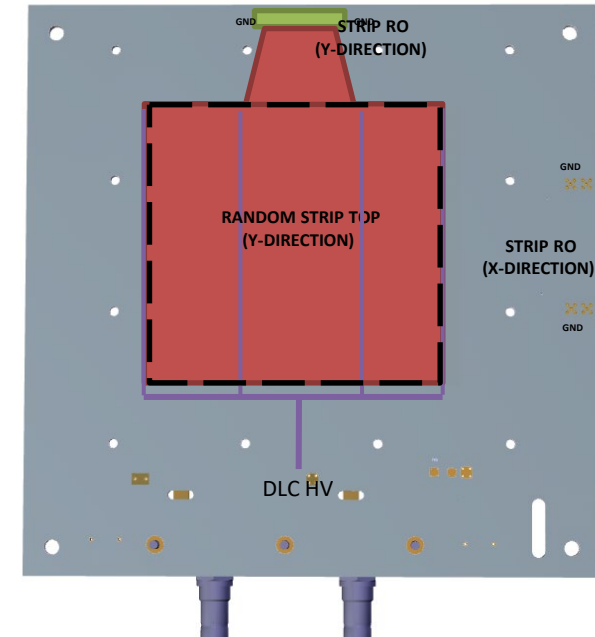 GND
GND
STRIP RO
(Y-DIRECTION)
GND
RANDOM STRIP TOP
(Y-DIRECTION)
STRIP RO
(X-DIRECTION)
GND
DLC HV